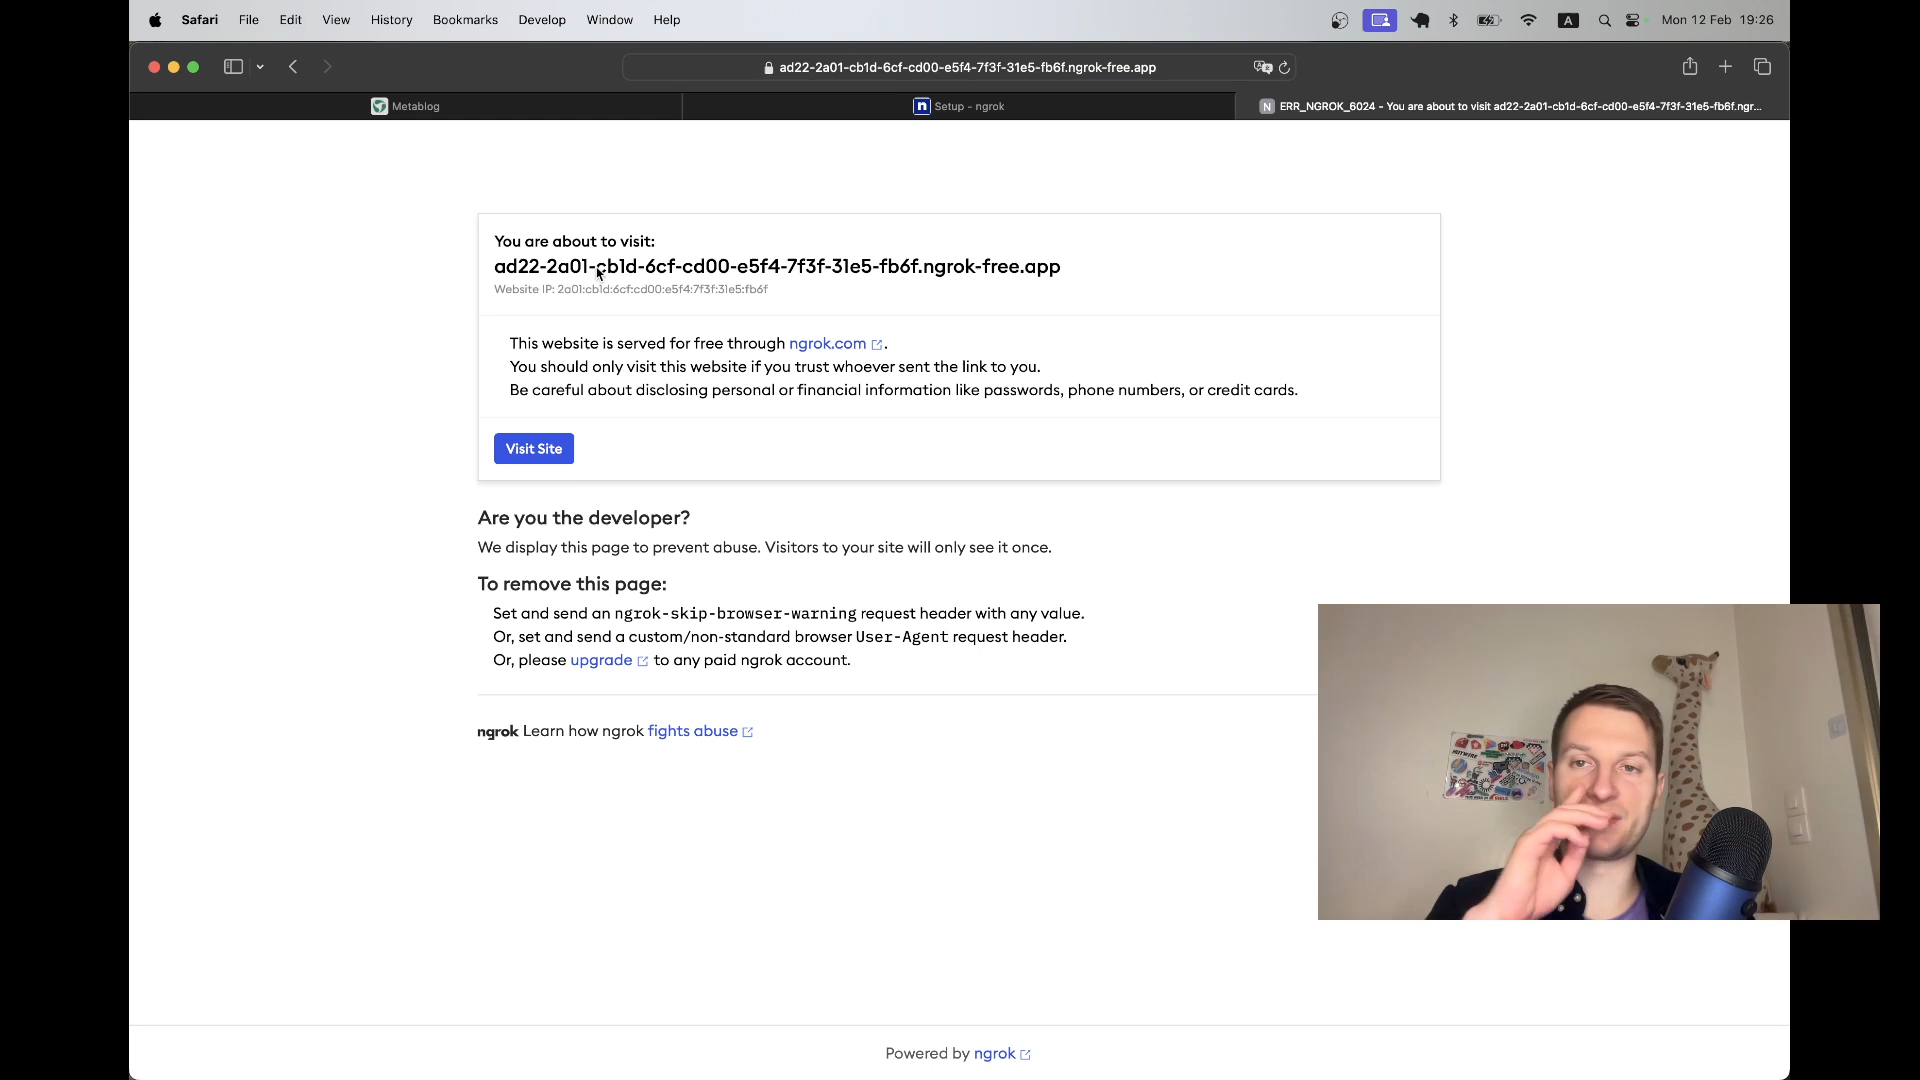 Safari File Edit View History Bookmarks Develop Window Help A Mon 12 Feb 19:26
ad22-2a01-cb1d-6cf-cd00-e5f4-7f3f-31e5-fb6f.ngrok-free.app
Metablog
n Setup - ngrok
N ERR_NGROK_6024 - You are about to visit ad22-2a01-cb1d-6cf-cd00-e5f4-7f3f-31e5-fb6f.ngr...
You are about to visit:
ad22-2a01-cb1d-6cf-cd00-e5f4-7f3f-31e5-fb6f.ngrok-free.app
Website IP: 2a01:cb1d:6cf:cd00:e5f4:7f3f:31e5:fb6f
This website is served for free through ngrok.com.
You should only visit this website if you trust whoever sent the link to you.
Be careful about disclosing personal or financial information like passwords, phone numbers, or credit cards.
Visit Site
Are you the developer?
We display this page to prevent abuse. Visitors to your site will only see it once.
To remove this page:
Set and send an ngrok-skip-browser-warning request header with any value.
Or, set and send a custom/non-standard browser User-Agent request header.
Or, please upgrade to any paid ngrok account.
ngrok Learn how ngrok fights abuse
Powered by ngrok